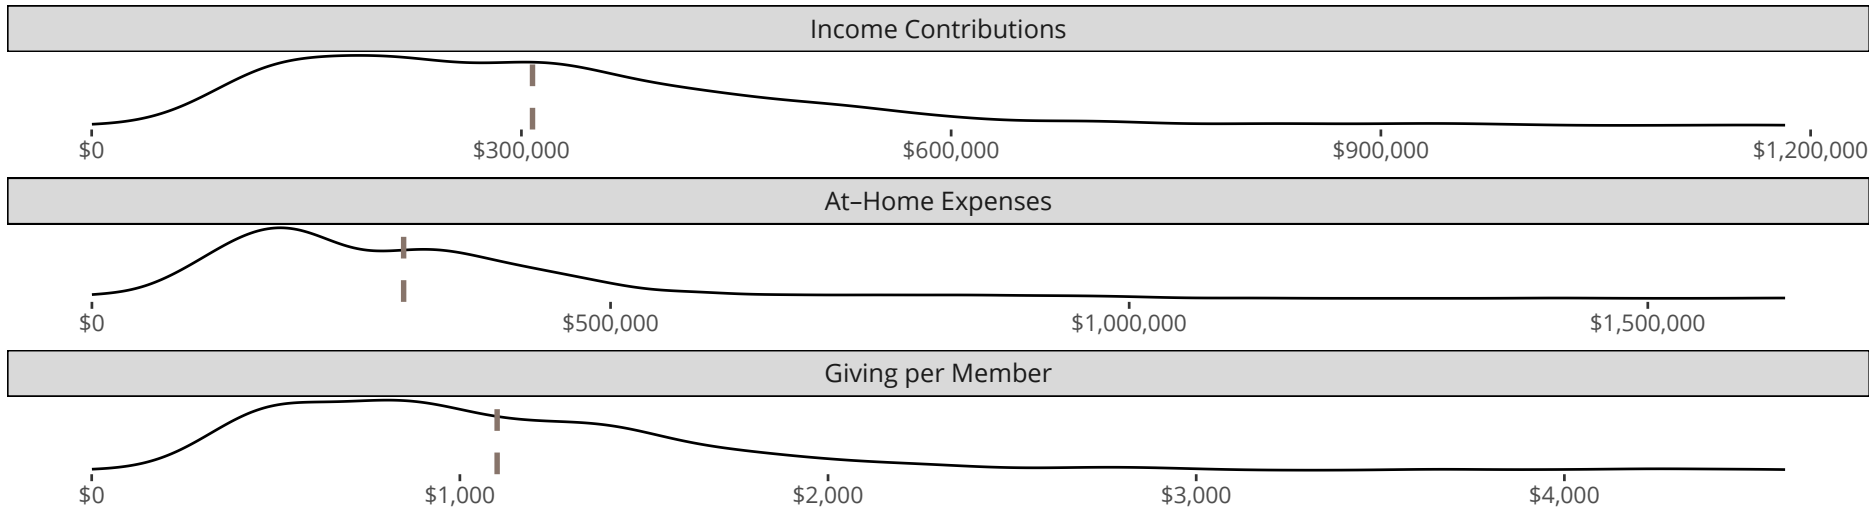 Income Contributions
$0 $300,000 $600,000 $900,000 $1,200,000
At–Home Expenses
$0 $500,000 $1,000,000 $1,500,000
Giving per Member
$0 $1,000 $2,000 $3,000 $4,000